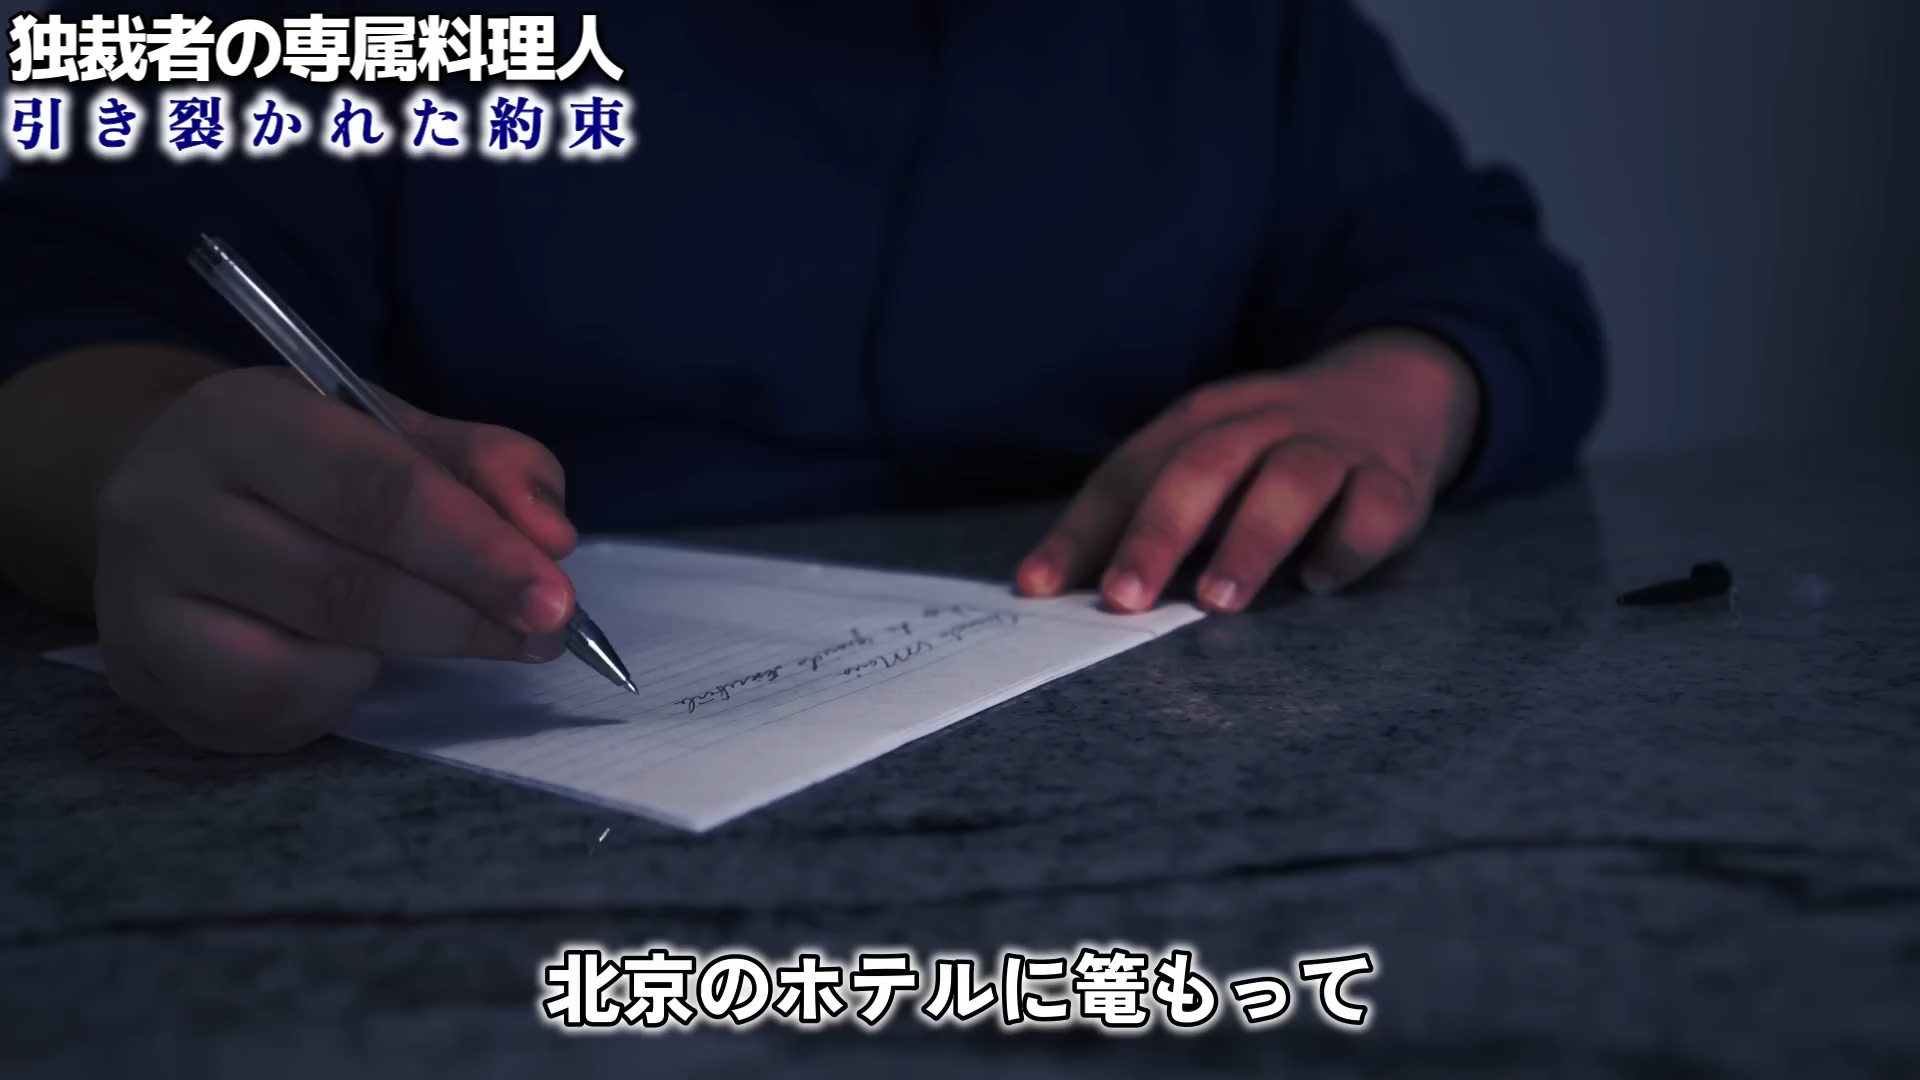 独裁者の専属料理人
引き裂かれた約束
北京のホテルに篭もって